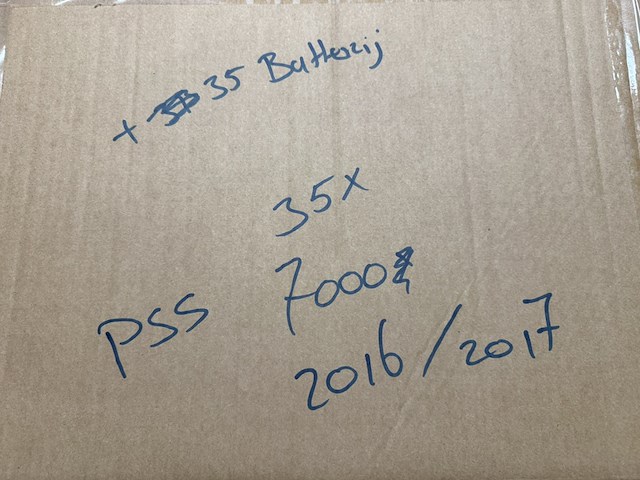 + 35 Batterij
35x
7000
PSS
2016/2017